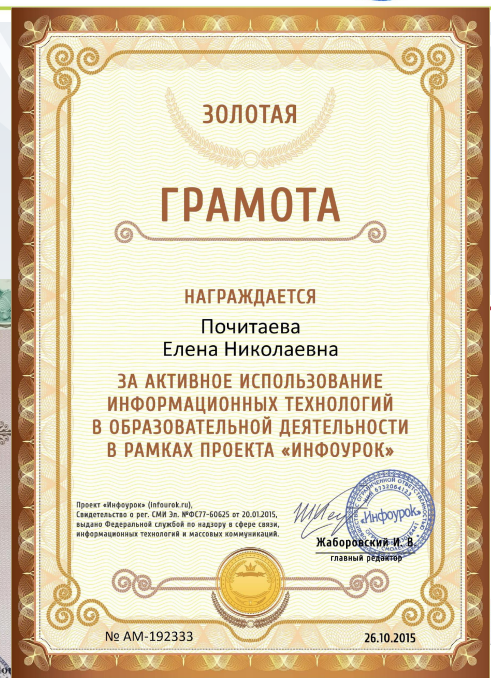 ЗОЛОТАЯ
ГРАМОТА
НАГРАЖДАЕТСЯ
Почитаева
Елена Николаевна
ЗА АКТИВНОЕ ИСПОЛЬЗОВАНИЕ
ИНФОРМАЦИОННЫХ ТЕХНОЛОГИЙ
В ОБРАЗОВАТЕЛЬНОЙ ДЕЯТЕЛЬНОСТИ
В РАМКАХ ПРОЕКТА «ИНФОУРОК»
Проект «Инфоурок» (Infourok.ru),
Свидетельство о рег. СМИ Эл. №ФС77-60625 от 20.01.2015,
выдано Федеральной службой по надзору в сфере связи,
информационных технологий и массовых коммуникаций.
«Инфоурок»
Жаборовский И. В.
главный редактор
№ АМ-192333
26.10.2015